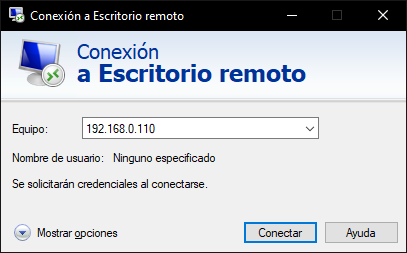 Conexión a Escritorio remoto
Conexión
a Escritorio remoto
Equipo: 192.168.0.110
Nombre de usuario: Ninguno especificado
Se solicitarán credenciales al conectarse.
Mostrar opciones Conectar Ayuda